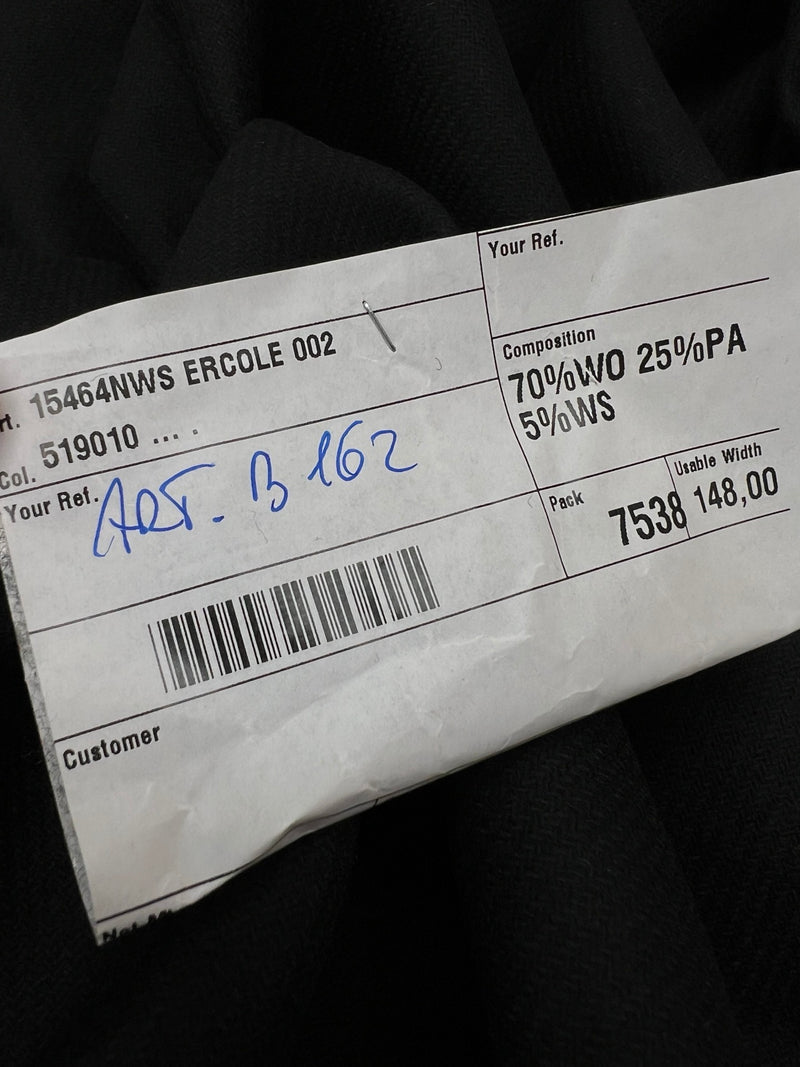 Your Ref.
rt. 15464NWS ERCOLE 002
Composition
70%WO 25%PA
5%WS
Col. 519010 ... .
Your Ref. ART. B 162
Pack 7538
Usable Width 148,00
Customer